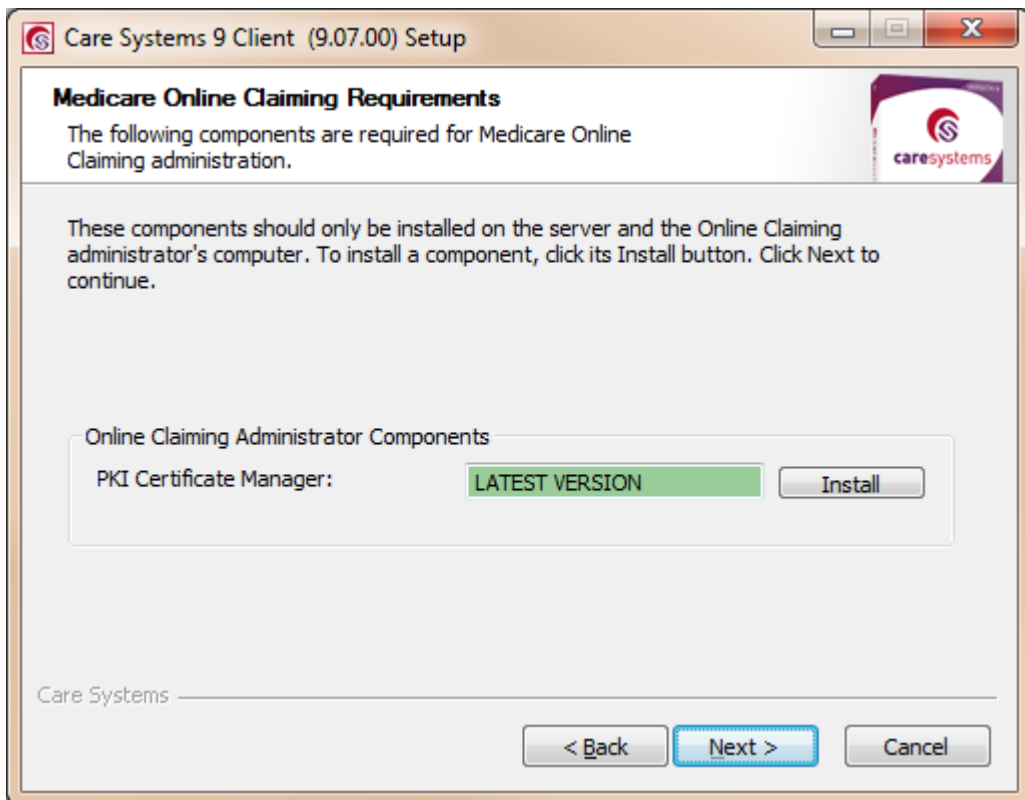 Care Systems 9 Client (9.07.00) Setup
Medicare Online Claiming Requirements
The following components are required for Medicare Online
Claiming administration.
caresystems
These components should only be installed on the server and the Online Claiming
administrator's computer. To install a component, click its Install button. Click Next to
continue.
Online Claiming Administrator Components
PKI Certificate Manager:
LATEST VERSION
Install
Care Systems
< Back
Next >
Cancel